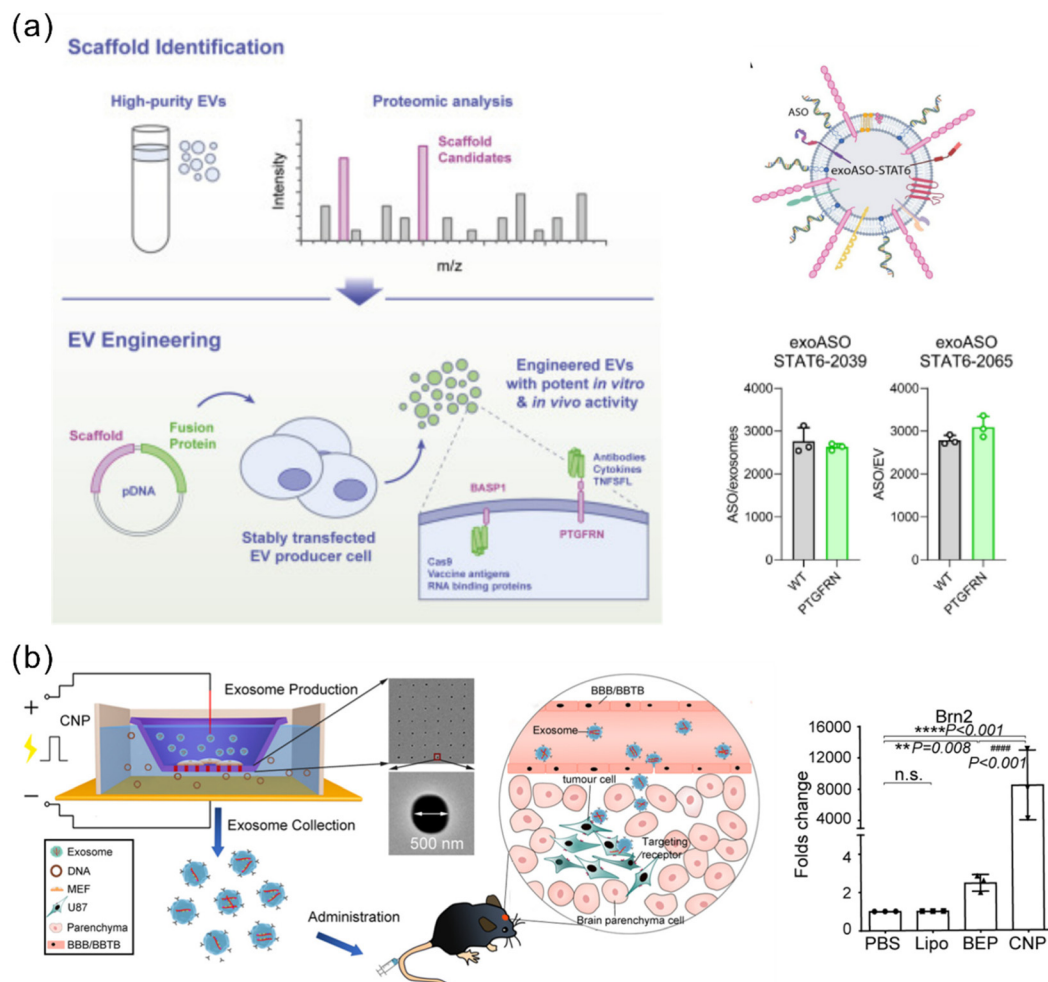 (a)
Scaffold Identification
High-purity EVs
Proteomic analysis
Scaffold
Candidates
Intensity
m/z
EV Engineering
Scaffold
Fusion
Protein
pDNA
Stably transfected
EV producer cell
Engineered EVs
with potent in vitro
& in vivo activity
Antibodies
Cytokines
TNFSFL
BASP1
PTGFRN
Cas9
Vaccine antigens
RNA binding proteins
ASO
exoASO-STAT6
exoASO
STAT6-2039
ASO/exosomes
4000
3000
2000
1000
0
WT
PTGFRN
exoASO
STAT6-2065
ASO/EV
4000
3000
2000
1000
0
WT
PTGFRN
(b)
+
CNP
−
Exosome Production
500 nm
Exosome Collection
Exosome
DNA
MEF
U87
Parenchyma
BBB/BBTB
Administration
BBB/BBTB
Exosome
tumour cell
Targeting
receptor
Brain parenchyma cell
Brn2
****P<0.001
**P=0.008
####
P<0.001
n.s.
Folds change
16000
12000
8000
4000
4
2
0
PBS
Lipo
BEP
CNP